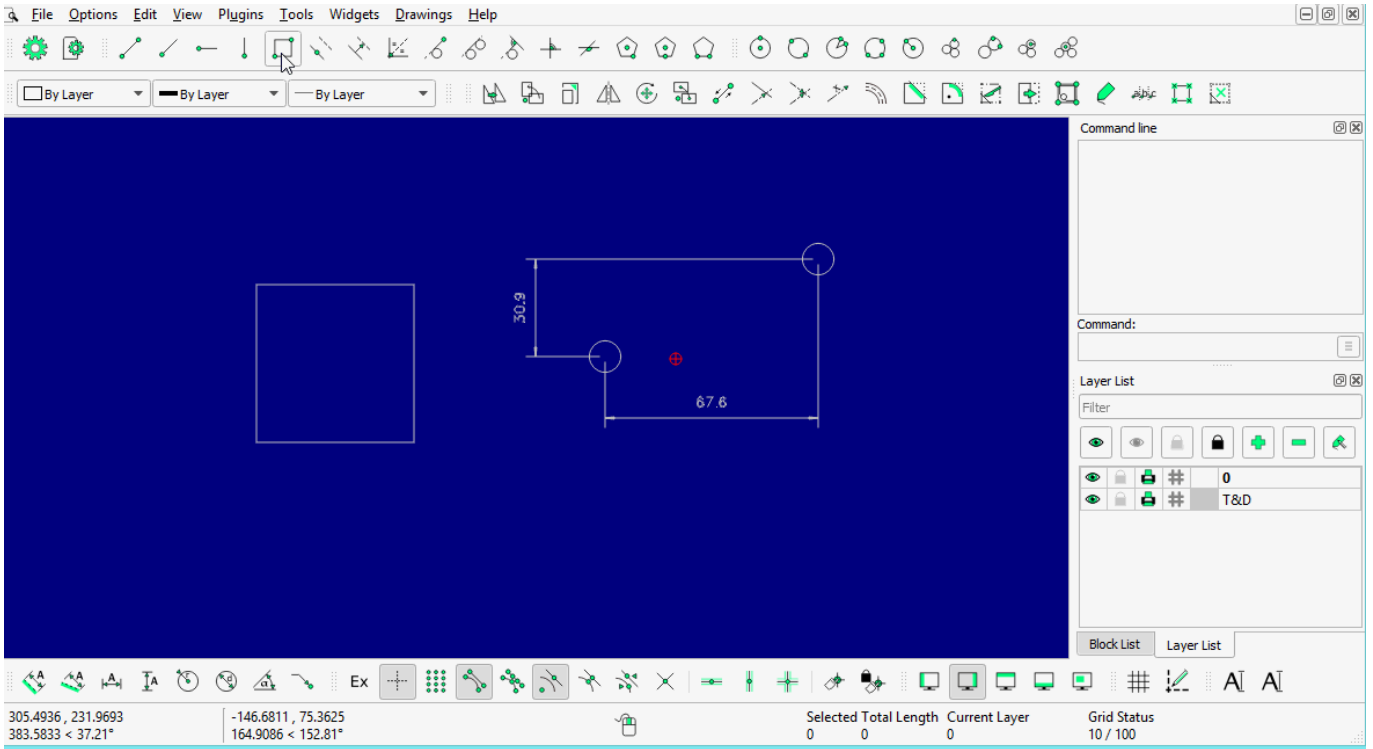 File Options Edit View Plugins Tools Widgets Drawings Help
By Layer By Layer By Layer
abc
Command line
30.9
67.6
Command:
Layer List
Filter
0
T&D
Block List Layer List
A A A A Ex AI AI
305.4936 , 231.9693 -146.6811 , 75.3625 Selected Total Length Current Layer Grid Status
383.5833 < 37.21° 164.9086 < 152.81° 0 0 0 10 / 100